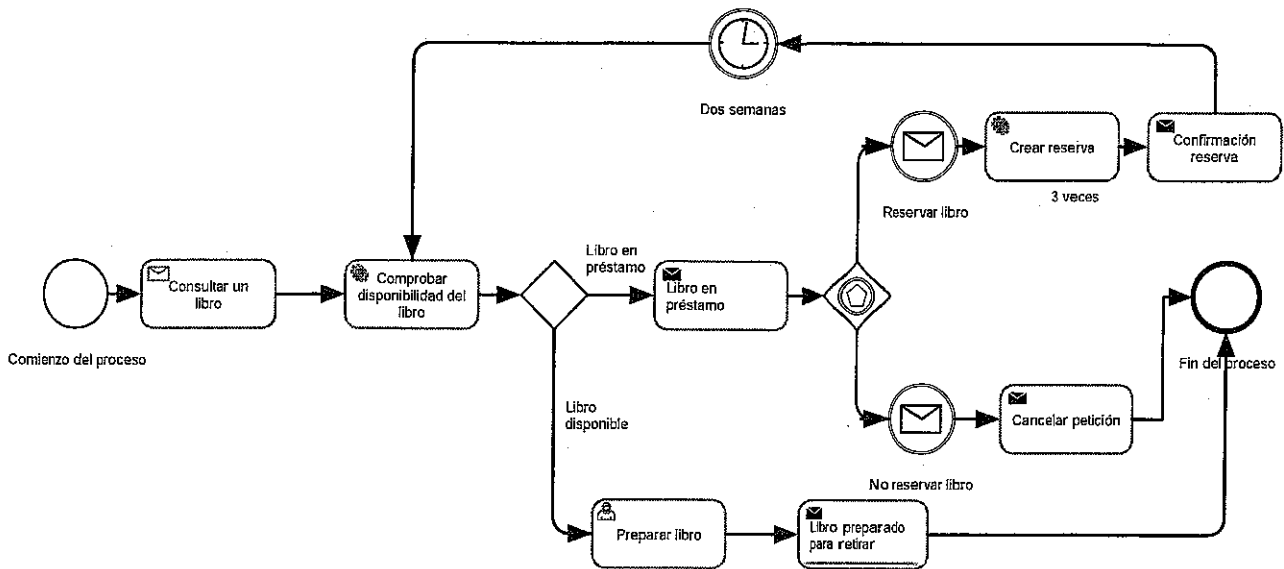 Dos semanas
Crear reserva
Confirmación
reserva
3 veces
Reservar libro
Libro en
préstamo
Consultar un
libro
Comprobar
disponibilidad del
libro
Libro en
préstamo
Comienzo del proceso
Fin del proceso
Libro
disponible
Cancelar petición
No reservar libro
Preparar libro
Libro preparado
para retirar